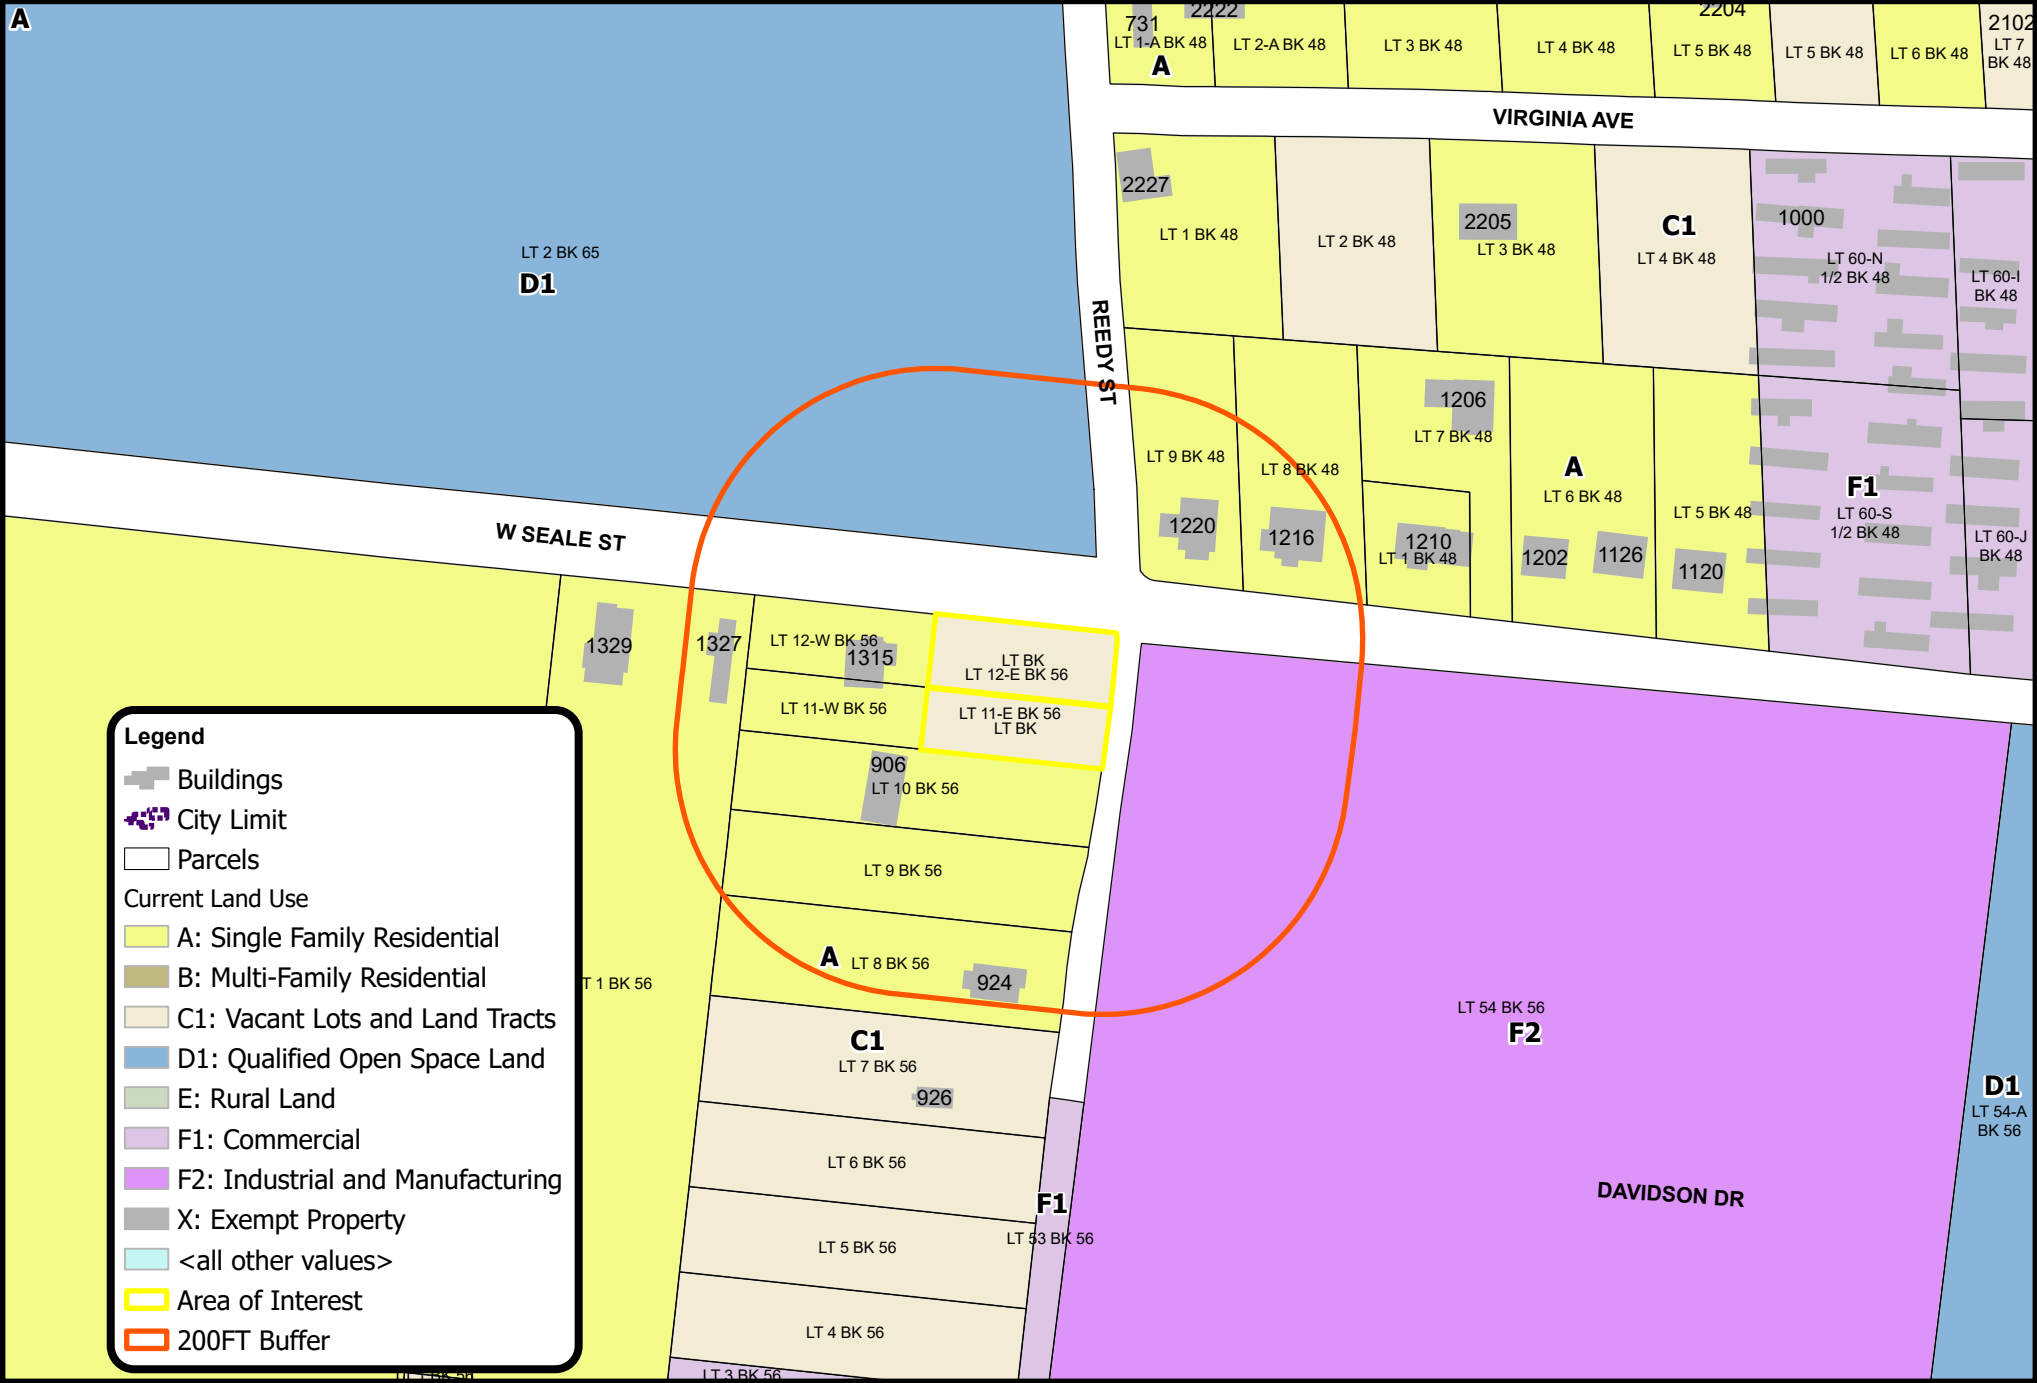 A
731
2222
2204
2102
LT 1-A BK 48
LT 2-A BK 48
LT 3 BK 48
LT 4 BK 48
LT 5 BK 48
LT 5 BK 48
LT 6 BK 48
LT 7
BK 48
A
VIRGINIA AVE
2227
LT 1 BK 48
LT 2 BK 48
2205
LT 3 BK 48
C1
LT 4 BK 48
1000
LT 60-N
1/2 BK 48
LT 60-I
BK 48
LT 2 BK 65
D1
REEDY ST
1206
LT 7 BK 48
LT 9 BK 48
LT 8 BK 48
A
LT 6 BK 48
LT 5 BK 48
F1
LT 60-S
1/2 BK 48
LT 60-J
BK 48
1220
1216
1210
LT 1 BK 48
1202
1126
1120
W SEALE ST
1329
1327
LT 12-W BK 56
1315
LT BK
LT 12-E BK 56
LT 11-W BK 56
LT 11-E BK 56
LT BK
906
LT 10 BK 56
LT 9 BK 56
A
LT 8 BK 56
924
T 1 BK 56
C1
LT 7 BK 56
926
LT 6 BK 56
F1
LT 53 BK 56
LT 5 BK 56
LT 4 BK 56
LT 3 BK 56
LT 54 BK 56
F2
D1
LT 54-A
BK 56
DAVIDSON DR
Legend
Buildings
City Limit
Parcels
Current Land Use
A: Single Family Residential
B: Multi-Family Residential
C1: Vacant Lots and Land Tracts
D1: Qualified Open Space Land
E: Rural Land
F1: Commercial
F2: Industrial and Manufacturing
X: Exempt Property
<all other values>
Area of Interest
200FT Buffer